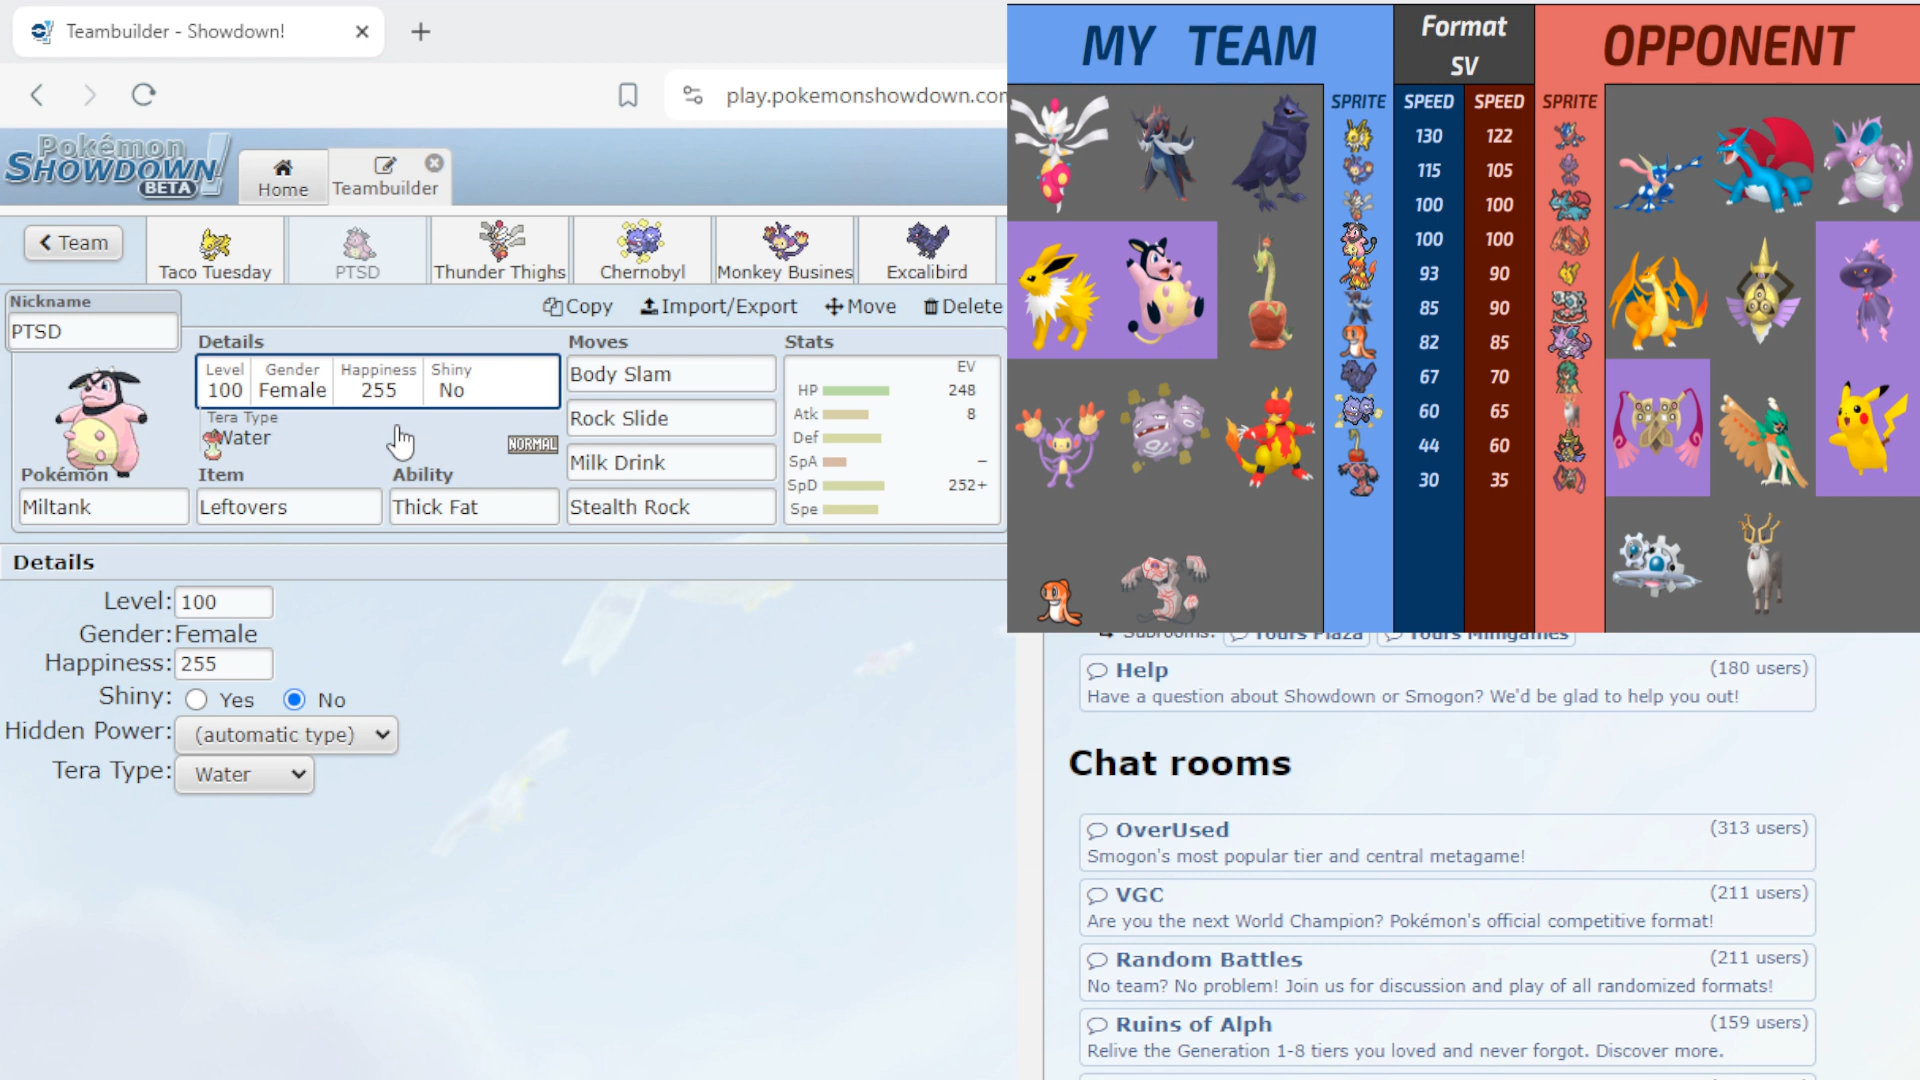 Teambuilder - Showdown!
play.pokemonshowdown.com
Pokémon
SHOWDOWN!
BETA
Home
Teambuilder
Team
Taco Tuesday
PTSD
Thunder Thighs
Chernobyl
Monkey Busines
Excalibird
Nickname
PTSD
Copy
Import/Export
Move
Delete
Details
Moves
Stats
Level
Gender
Happiness
Shiny
100
Female
255
No
Tera Type
Water
NORMAL
Pokémon
Item
Ability
Miltank
Leftovers
Thick Fat
Body Slam
Rock Slide
Milk Drink
Stealth Rock
EV
HP 248
Atk 8
Def
SpA –
SpD 252+
Spe
Details
Level: 100
Gender: Female
Happiness: 255
Shiny: Yes No
Hidden Power: (automatic type)
Tera Type: Water
MY TEAM
Format
SV
OPPONENT
SPRITE SPEED SPEED SPRITE
130 122
115 105
100 100
100 100
93 90
85 90
82 85
67 70
60 65
44 60
30 35
Subrooms: Tours Plaza Tours Minigames
Help (180 users)
Have a question about Showdown or Smogon? We'd be glad to help you out!
Chat rooms
OverUsed (313 users)
Smogon's most popular tier and central metagame!
VGC (211 users)
Are you the next World Champion? Pokémon's official competitive format!
Random Battles (211 users)
No team? No problem! Join us for discussion and play of all randomized formats!
Ruins of Alph (159 users)
Relive the Generation 1-8 tiers you loved and never forgot. Discover more.